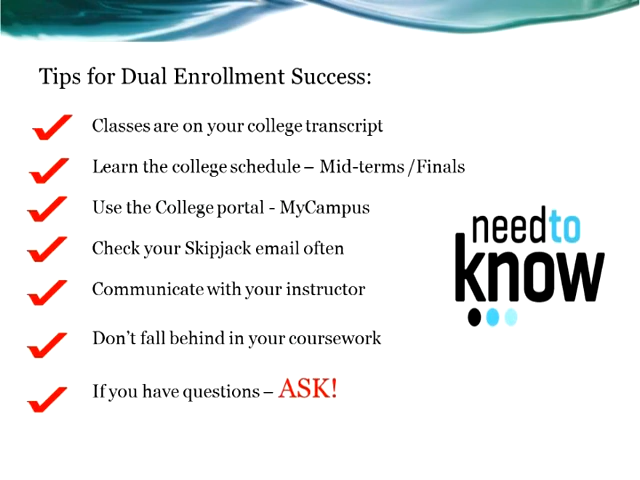 Tips for Dual Enrollment Success:
Classes are on your college transcript
Learn the college schedule – Mid-terms /Finals
Use the College portal - MyCampus
Check your Skipjack email often
Communicate with your instructor
Don't fall behind in your coursework
If you have questions – ASK!
needto
know